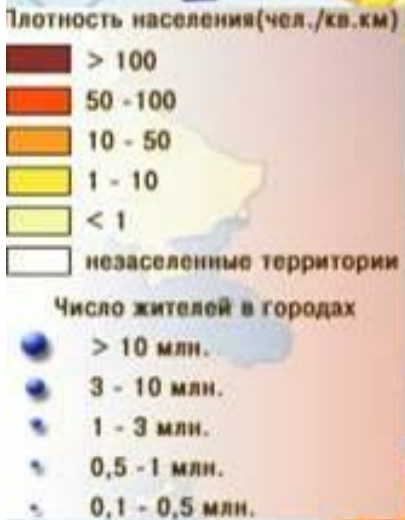 Плотность населения(чел./кв.км)
> 100
50 -100
10 - 50
1 - 10
< 1
незаселенные территории
Число жителей в городах
> 10 млн.
3 - 10 млн.
1 - 3 млн.
0,5 -1 млн.
0,1 - 0,5 млн.